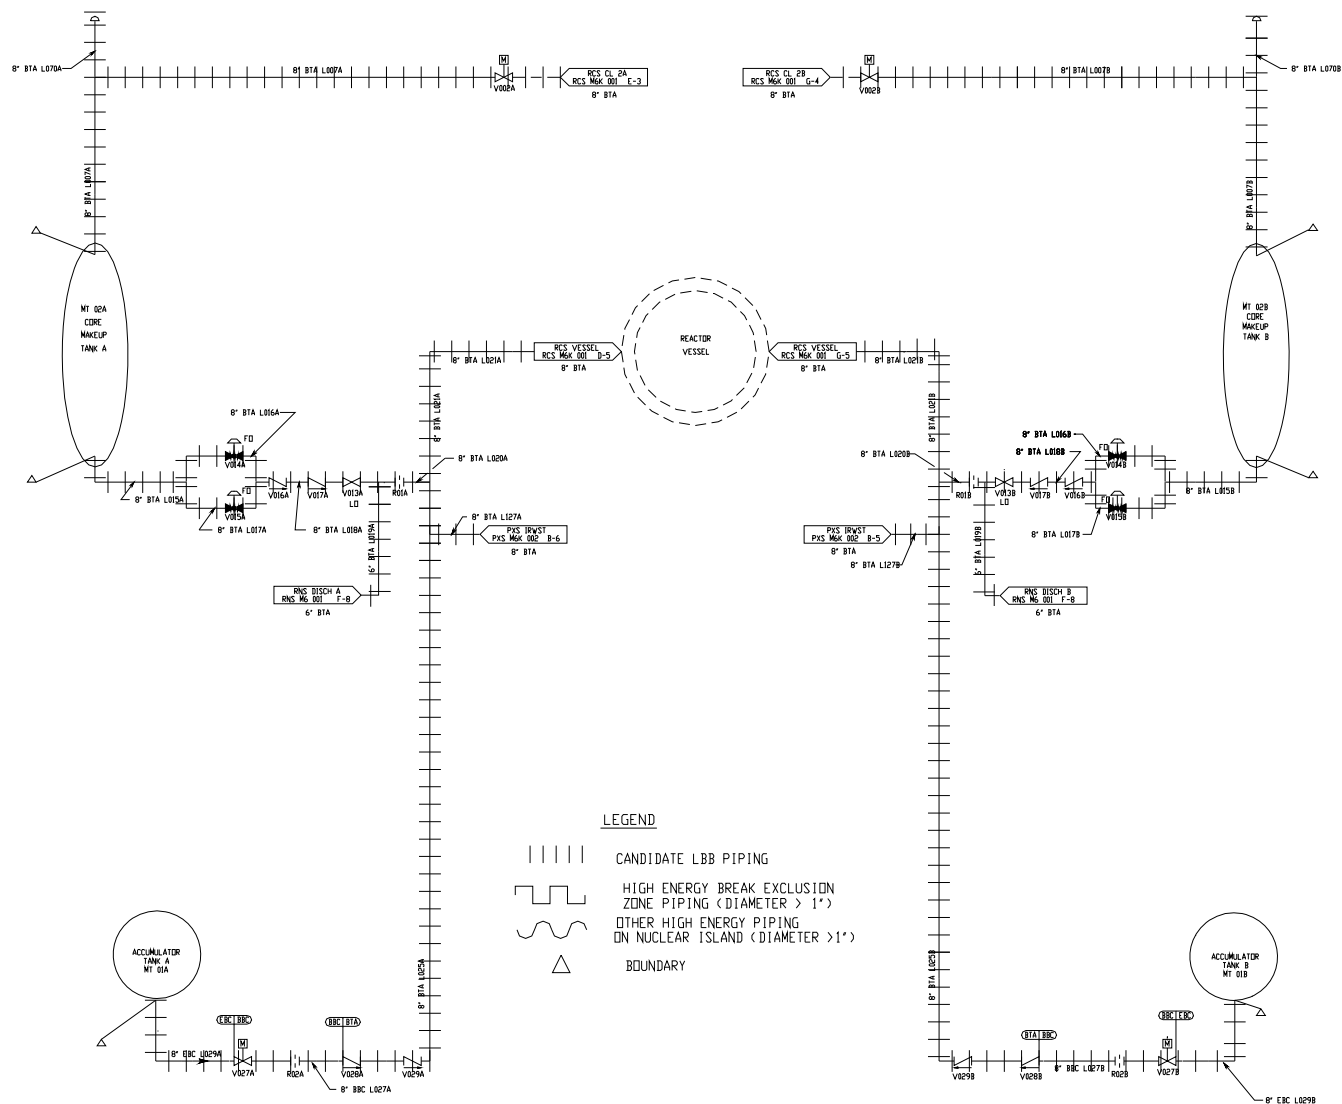 8" BTA L070A
8" BTA L007A
M
V002A
RCS CL 2A
RCS M6K 001 E-3
8" BTA
RCS CL 2B
RCS M6K 001 G-4
8" BTA
M
V002B
8" BTA L007B
8" BTA L070B
8" BTA L007A
8" BTA L007B
MT 02A
CORE
MAKEUP
TANK A
MT 02B
CORE
MAKEUP
TANK B
REACTOR
VESSEL
8" BTA L021A
RCS VESSEL
RCS M6K 001 D-5
8" BTA
RCS VESSEL
RCS M6K 001 G-5
8" BTA
8" BTA L021B
8" BTA L021A
8" BTA L021B
8" BTA L016A
FO
V014A
8" BTA L015A
FO
V015A
8" BTA L017A
V016A
V017A
8" BTA L018A
V013A
LO
R01A
8" BTA L020A
8" BTA L019A
6" BTA L019A
8" BTA L127A
PXS IRWST
PXS M6K 002 B-6
8" BTA
RNS DISCH A
RNS M6 001 F-8
6" BTA
8" BTA L020B
R01B
V013B
LO
V017B
V016B
8" BTA L016B
8" BTA L018B
FO
V014B
FO
V015B
8" BTA L017B
8" BTA L015B
PXS IRWST
PXS M6K 002 B-5
8" BTA
8" BTA L127B
6" BTA L019B
RNS DISCH B
RNS M6 001 F-8
6" BTA
LEGEND
CANDIDATE LBB PIPING
HIGH ENERGY BREAK EXCLUSION
ZONE PIPING (DIAMETER > 1")
OTHER HIGH ENERGY PIPING
ON NUCLEAR ISLAND (DIAMETER >1")
BOUNDARY
ACCUMULATOR
TANK A
MT 01A
ACCUMULATOR
TANK B
MT 01B
8" BTA L025A
8" BTA L025B
EBC BBC
M
V027A
8" EBC L029A
R02A
8" BBC L027A
BBC BTA
V028A
V029A
V029B
BTA BBC
V028B
8" BBC L027B
R02B
BBC EBC
M
V027B
8" EBC L029B